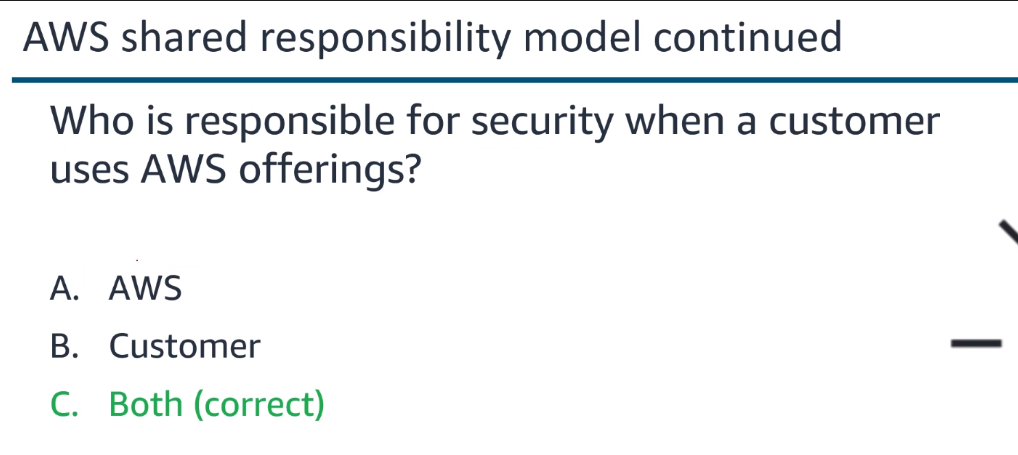 AWS shared responsibility model continued
Who is responsible for security when a customer
uses AWS offerings?
A. AWS
B. Customer
C. Both (correct)